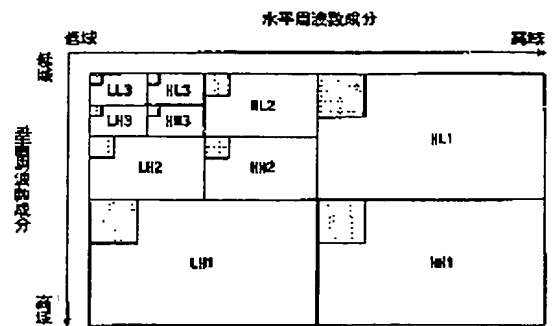 水平周波数成分
低域 高域
低域
LL3 HL3 HL2 HL1
LH3 HH3
LH2 HH2
垂直周波数成分
LH1 HH1
高域